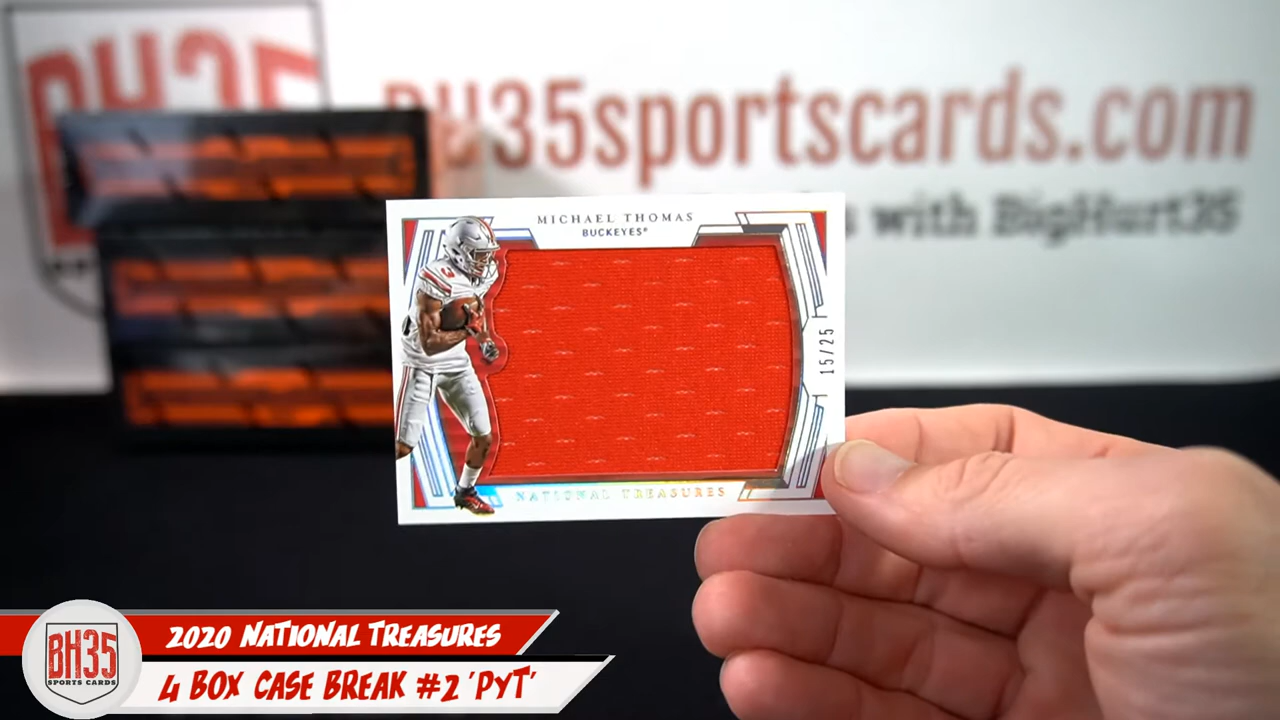 BH35
BH35sportscards.com
s with BigHurt35
MICHAEL THOMAS
BUCKEYES
15/25
NATIONAL TREASURES
BH35
SPORTS CARDS
2020 NATIONAL TREASURES
4 BOX CASE BREAK #2 'PYT'